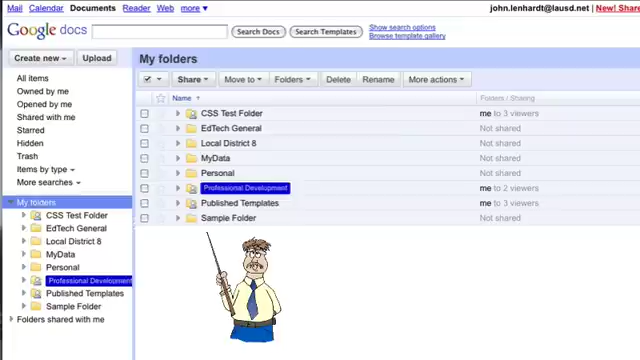 Mail Calendar Documents Reader Web more ▼
john.lenhardt@lausd.net | New! Share
Google docs
Search Docs Search Templates
Show search options
Browse template gallery
Create new Upload
All items
Owned by me
Opened by me
Shared with me
Starred
Hidden
Trash
Items by type
More searches
My folders
CSS Test Folder
EdTech General
Local District 8
MyData
Personal
Professional Development
Published Templates
Sample Folder
Folders shared with me
My folders
Share Move to Folders Delete Rename More actions
Name Folders / Sharing
CSS Test Folder me to 3 viewers
EdTech General Not shared
Local District 8 Not shared
MyData Not shared
Personal Not shared
Professional Development me to 2 viewers
Published Templates me to 3 viewers
Sample Folder Not shared